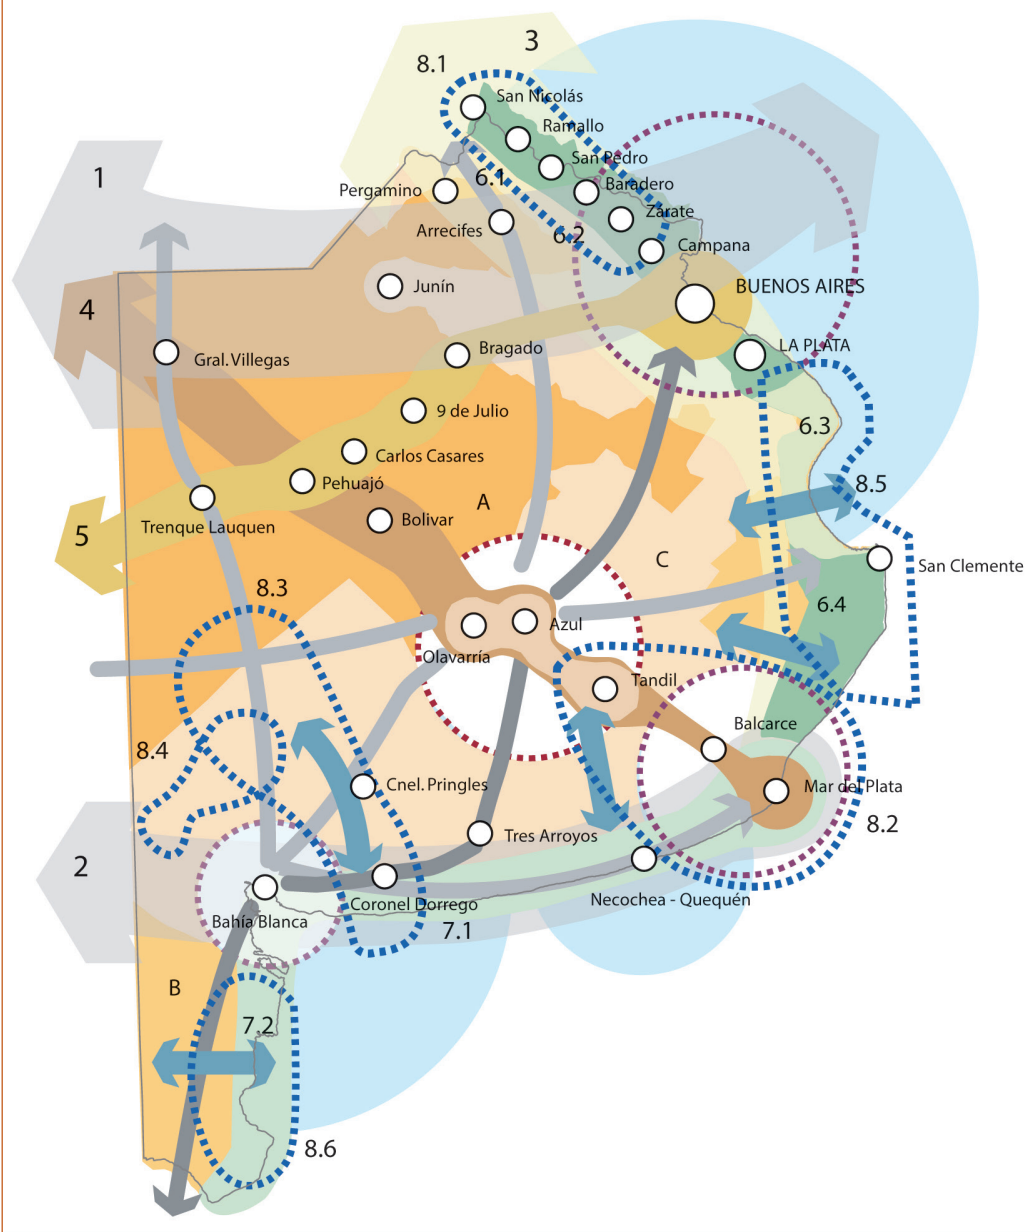 3
8.1
San Nicolás
Ramallo
1
San Pedro
6.1
Pergamino
Baradero
Zárate
Arrecifes
6.2
Campana
Junín
BUENOS AIRES
4
LA PLATA
Bragado
Gral. Villegas
9 de Julio
6.3
Carlos Casares
Pehuajó
8.5
A
Bolivar
Trenque Lauquen
5
C
San Clemente
8.3
6.4
Azul
Olavarría
Tandil
Balcarce
8.4
Cnel. Pringles
Mar del Plata
8.2
Tres Arroyos
2
Necochea - Quequén
Coronel Dorrego
Bahía Blanca
7.1
B
7.2
8.6